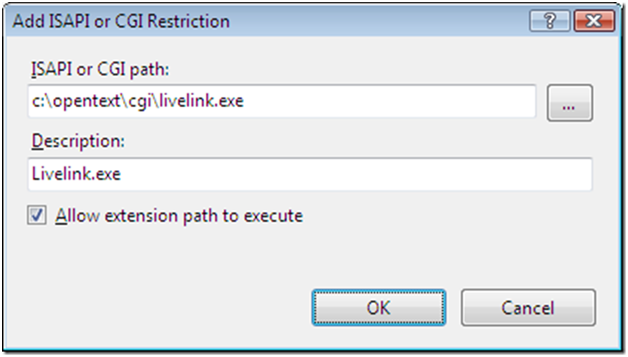 Add ISAPI or CGI Restriction
ISAPI or CGI path:
c:\opentext\cgi\livelink.exe
...
Description:
Livelink.exe
Allow extension path to execute
OK
Cancel